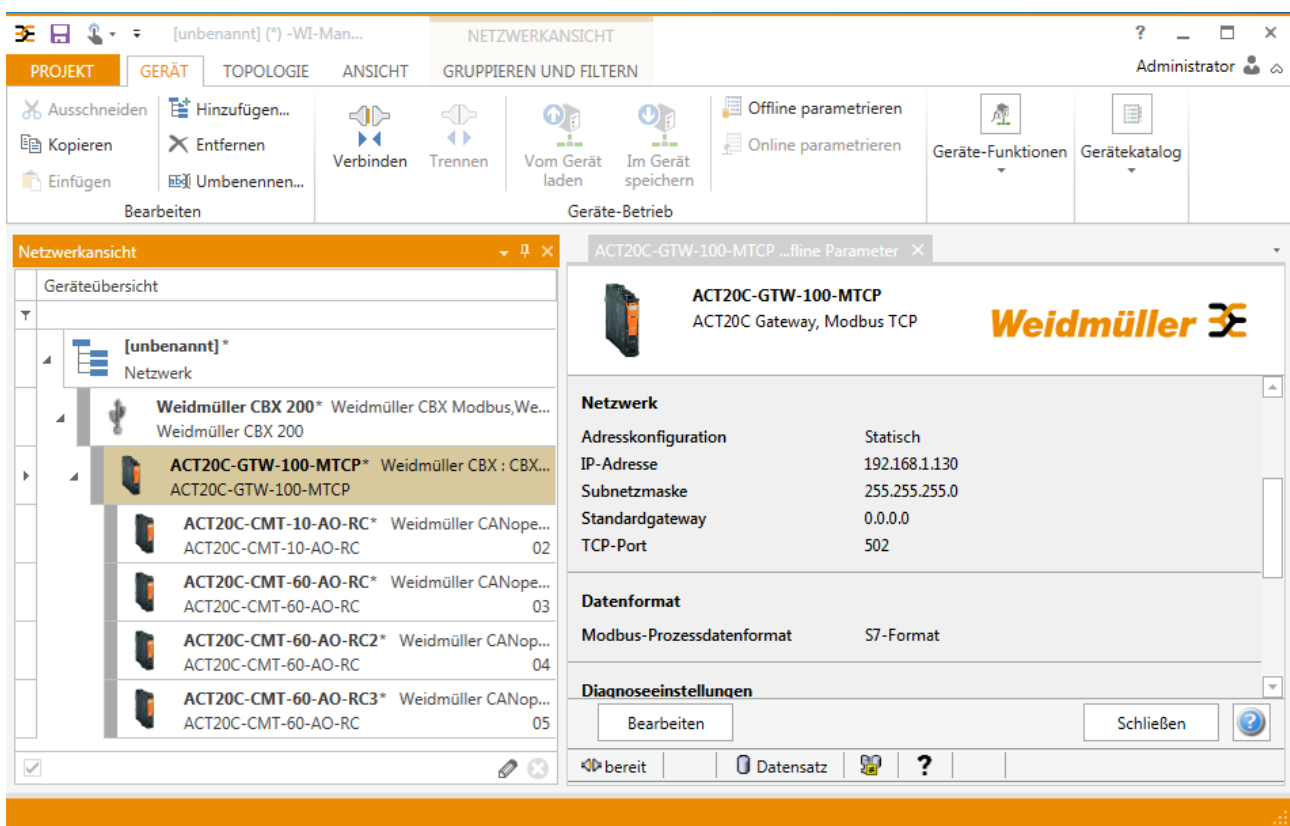 [unbenannt] (*) -WI-Man...
NETZWERKANSICHT
?
PROJEKT GERÄT TOPOLOGIE ANSICHT GRUPPIEREN UND FILTERN
Administrator
Ausschneiden
Kopieren
Einfügen
Hinzufügen...
Entfernen
Umbenennen...
Bearbeiten
Verbinden
Trennen
Vom Gerät
laden
Im Gerät
speichern
Offline parametrieren
Online parametrieren
Geräte-Betrieb
Geräte-Funktionen
Gerätekatalog
Netzwerkansicht
Geräteübersicht
[unbenannt] *
Netzwerk
Weidmüller CBX 200* Weidmüller CBX Modbus,We...
Weidmüller CBX 200
ACT20C-GTW-100-MTCP* Weidmüller CBX : CBX...
ACT20C-GTW-100-MTCP
ACT20C-CMT-10-AO-RC* Weidmüller CANope...
ACT20C-CMT-10-AO-RC 02
ACT20C-CMT-60-AO-RC* Weidmüller CANope...
ACT20C-CMT-60-AO-RC 03
ACT20C-CMT-60-AO-RC2* Weidmüller CANop...
ACT20C-CMT-60-AO-RC 04
ACT20C-CMT-60-AO-RC3* Weidmüller CANop...
ACT20C-CMT-60-AO-RC 05
ACT20C-GTW-100-MTCP ...fline Parameter
ACT20C-GTW-100-MTCP
ACT20C Gateway, Modbus TCP
Weidmüller
Netzwerk
Adresskonfiguration Statisch
IP-Adresse 192.168.1.130
Subnetzmaske 255.255.255.0
Standardgateway 0.0.0.0
TCP-Port 502
Datenformat
Modbus-Prozessdatenformat S7-Format
Diagnoseeinstellungen
Bearbeiten
Schließen
?
bereit
Datensatz
?